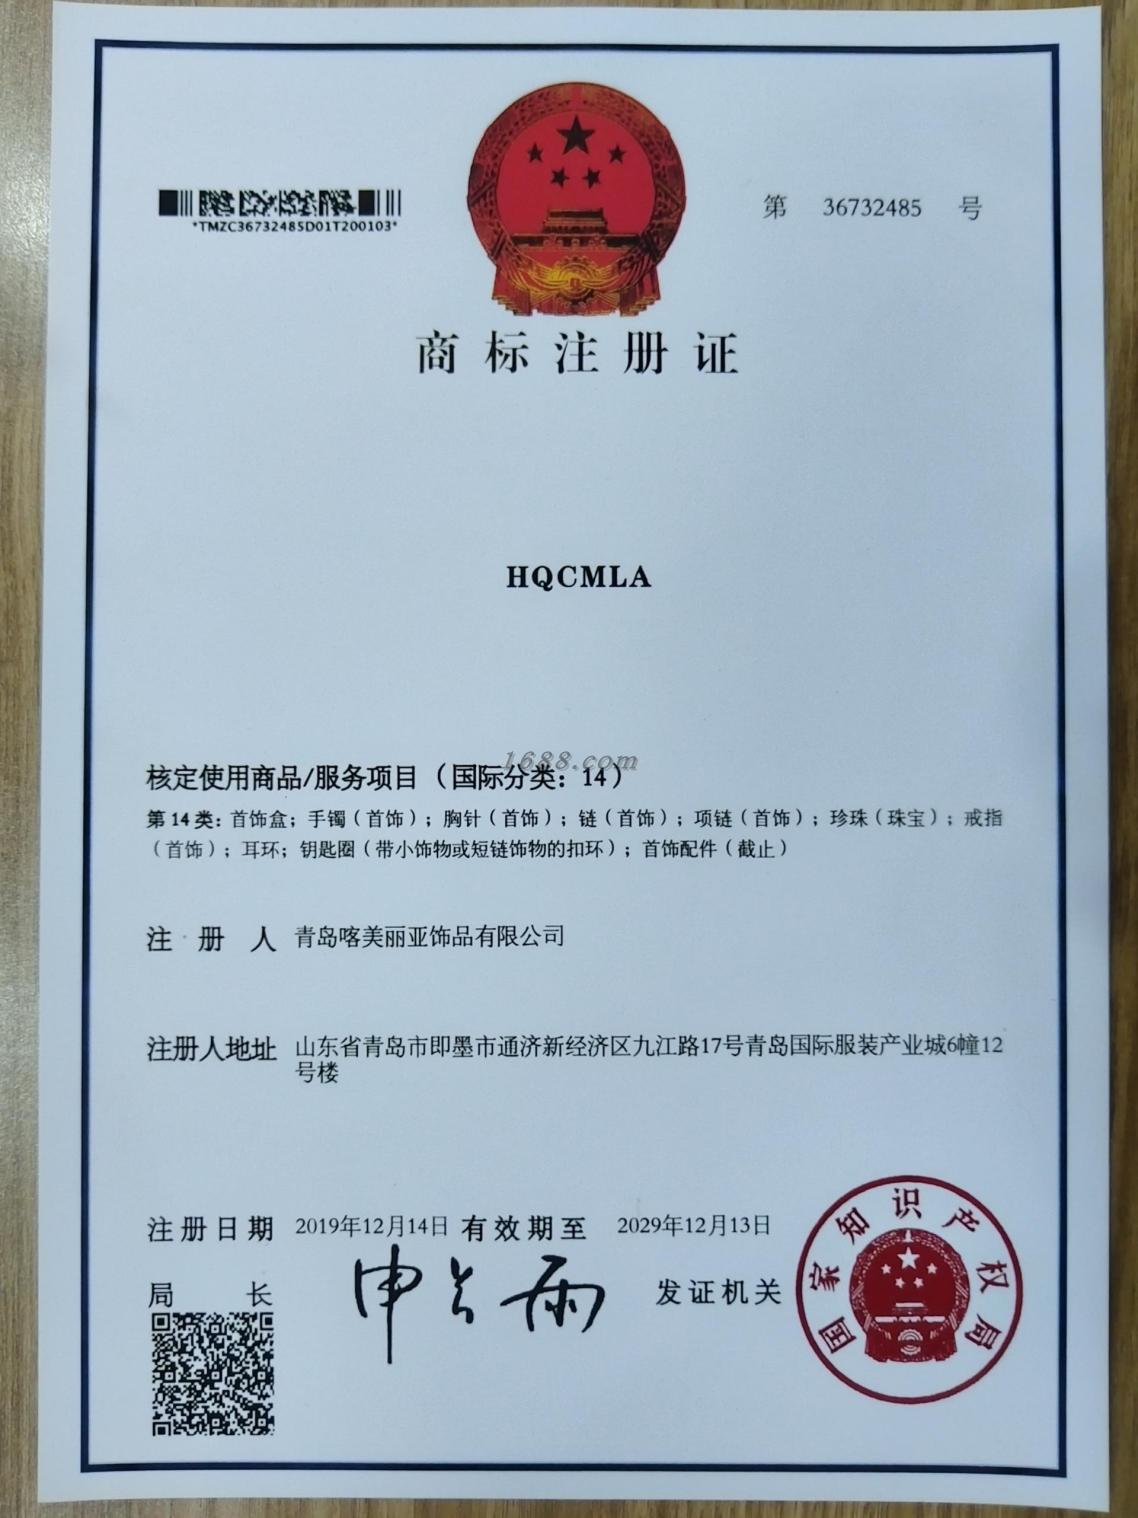 *TMZC36732485D01T200103*
第 36732485 号
商标注册证
HQCMLA
1688.com
核定使用商品/服务项目（国际分类：14）
第14类：首饰盒；手镯（首饰）；胸针（首饰）；链（首饰）；项链（首饰）；珍珠（珠宝）；戒指
（首饰）；耳环；钥匙圈（带小饰物或短链饰物的扣环）；首饰配件（截止）
注册人 青岛喀美丽亚饰品有限公司
注册人地址 山东省青岛市即墨市通济新经济区九江路17号青岛国际服装产业城6幢12
号楼
注册日期 2019年12月14日 有效期至 2029年12月13日
局长 申长雨 发证机关
国家知识产权局